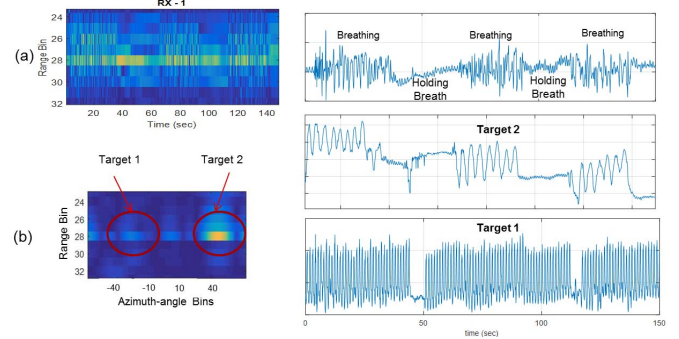 RX - 1
(a)
Range Bin
24
26
28
30
32
20 40 60 80 100 120 140
Time (sec)
Breathing
Breathing
Breathing
Holding
Breath
Holding
Breath
Target 2
Target 1 Target 2
(b)
Range Bin
24
26
28
30
32
-40 -10 10 40
Azimuth-angle Bins
Target 1
0 50 100 150
time (sec)